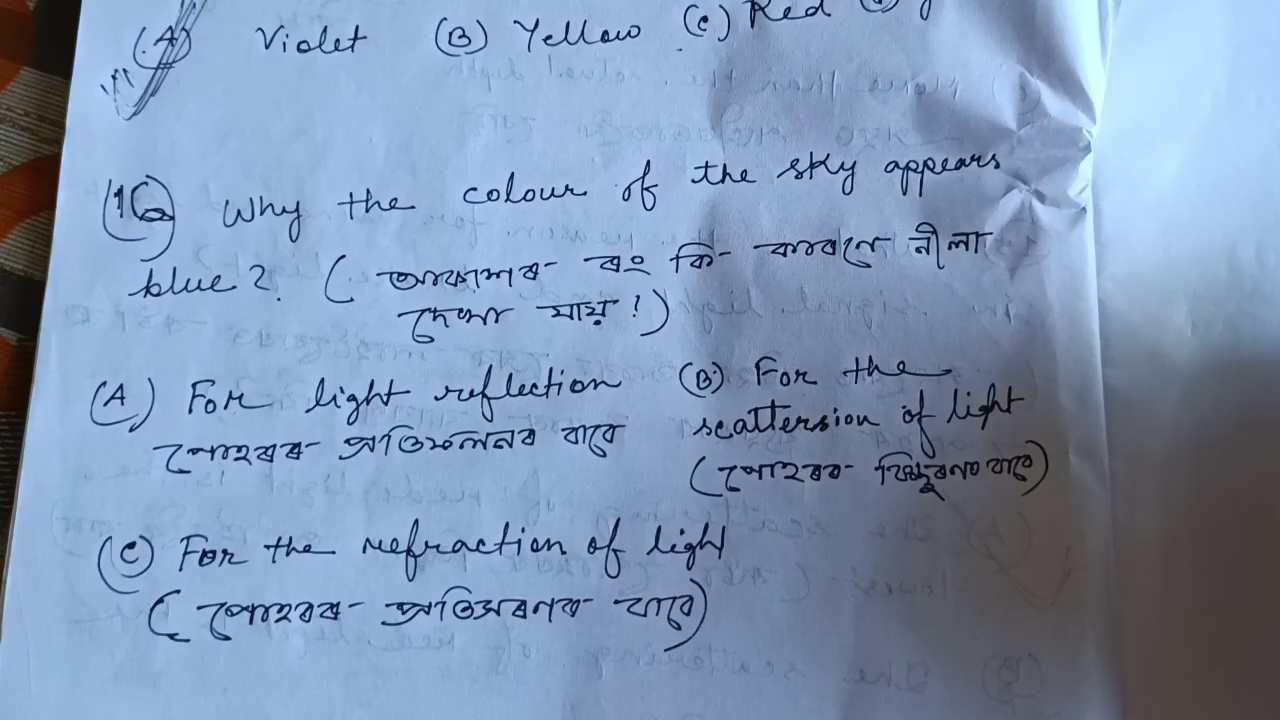 (A) Violet (B) Yellow (C) Red
(16) Why the colour of the sky appears
blue?. (আকাশৰ- ৰং কি- কাৰণে নীলা
দেখা যায়?)
(A) For light reflection
পোহৰৰ- প্ৰতিফলনৰ বাবে
(B) For the
scattersion of light
(পোহৰৰ- বিচ্ছুৰণৰ বাবে)
(C) For the refraction of light
(পোহৰৰ- প্ৰতিসৰণৰ- বাবে)